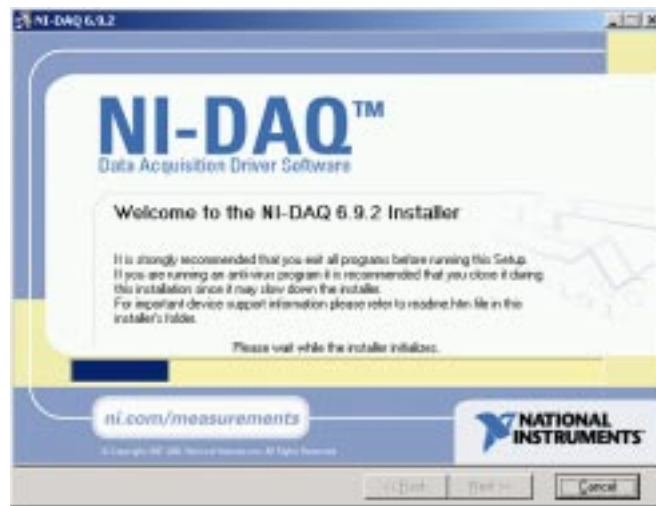 NI-DAQ 6.9.2
NI-DAQ™
Data Acquisition Driver Software
Welcome to the NI-DAQ 6.9.2 Installer
It is strongly recommended that you exit all programs before running this Setup.
If you are running an anti-virus program it is recommended that you close it during
this installation since it may slow down the installer.
For important device support information please refer to readme.htm file in this
installer's folder.
Please wait while the installer initializes.
ni.com/measurements
NATIONAL
INSTRUMENTS
Cancel